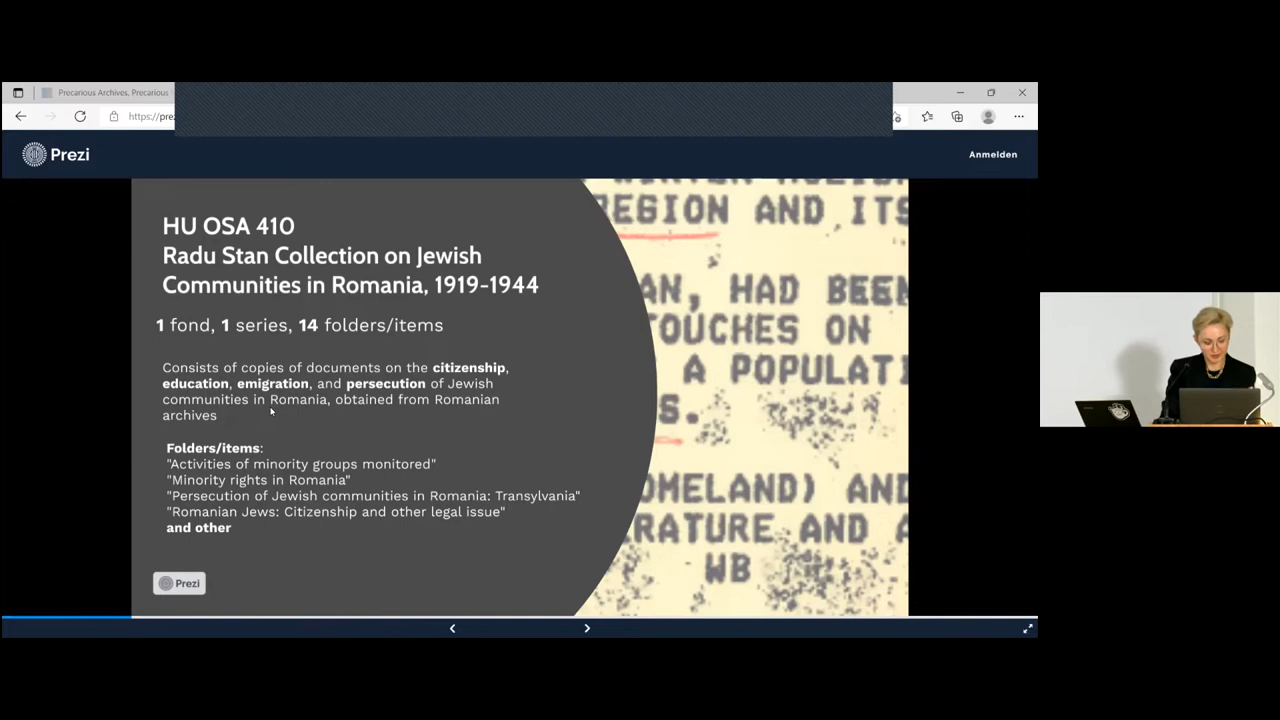 Precarious Archives, Precarious
https://prez
Prezi
Anmelden
HU OSA 410
Radu Stan Collection on Jewish
Communities in Romania, 1919-1944
1 fond, 1 series, 14 folders/items
Consists of copies of documents on the citizenship,
education, emigration, and persecution of Jewish
communities in Romania, obtained from Romanian
archives
Folders/items:
"Activities of minority groups monitored"
"Minority rights in Romania"
"Persecution of Jewish communities in Romania: Transylvania"
"Romanian Jews: Citizenship and other legal issue"
and other
Prezi
REGION AND ITS
AN, HAD BEEN
TOUCHES ON
A POPULATI
S.
OMELAND) AND
RATURE AND A
WB